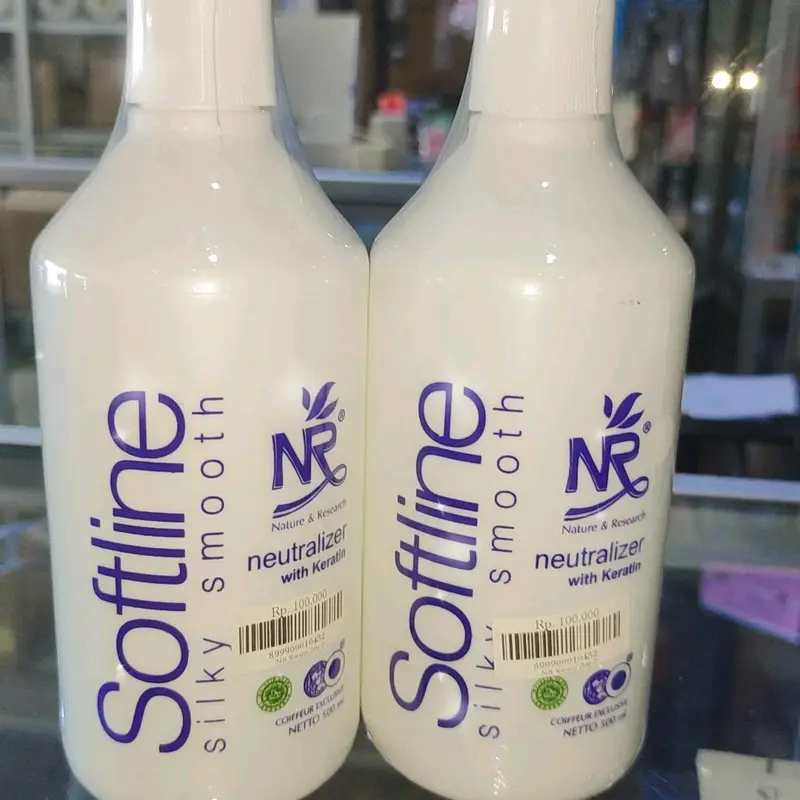 Softline
silky smooth
NR®
Nature & Research
neutralizer
with Keratin
Rp. 100.000
COIFFEUR EXCLUSIVE
NETTO 500 ml
Softline
silky smooth
NR®
Nature & Research
neutralizer
with Keratin
Rp. 100.000
COIFFEUR EXCLUSIVE
NETTO 500 ml